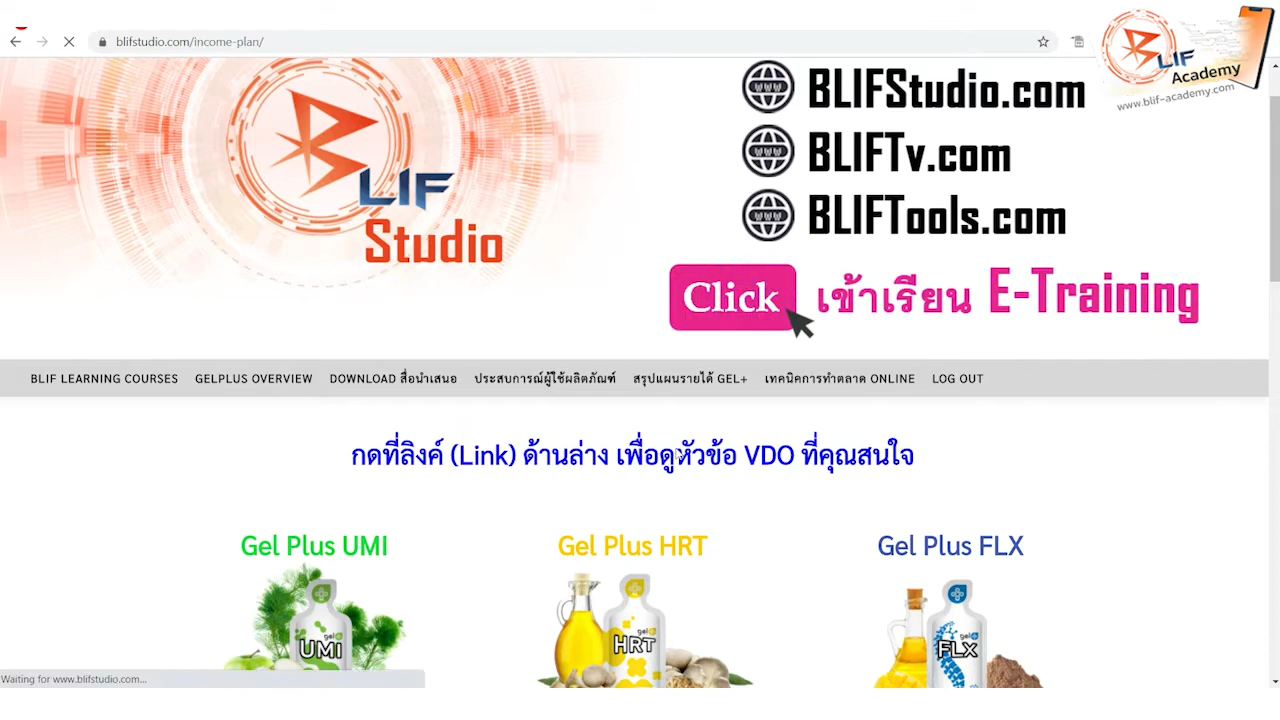 blifstudio.com/income-plan/
BLIF
Academy
www.blif-academy.com
BLIF
Studio
www BLIFStudio.com
www BLIFTv.com
www BLIFTools.com
Click เข้าเรียน E-Training
BLIF LEARNING COURSES GELPLUS OVERVIEW DOWNLOAD สื่อนำเสนอ ประสบการณ์ผู้ใช้ผลิตภัณฑ์ สรุปแผนรายได้ GEL+ เทคนิคการทำตลาด ONLINE LOG OUT
กดที่ลิงค์ (Link) ด้านล่าง เพื่อดูหัวข้อ VDO ที่คุณสนใจ
Gel Plus UMI Gel Plus HRT Gel Plus FLX
gel UMI gel HRT gel FLX
Waiting for www.blifstudio.com...